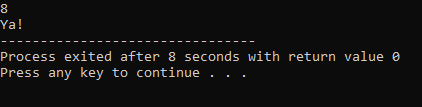 8
Ya!
--------------------------------
Process exited after 8 seconds with return value 0
Press any key to continue . . .